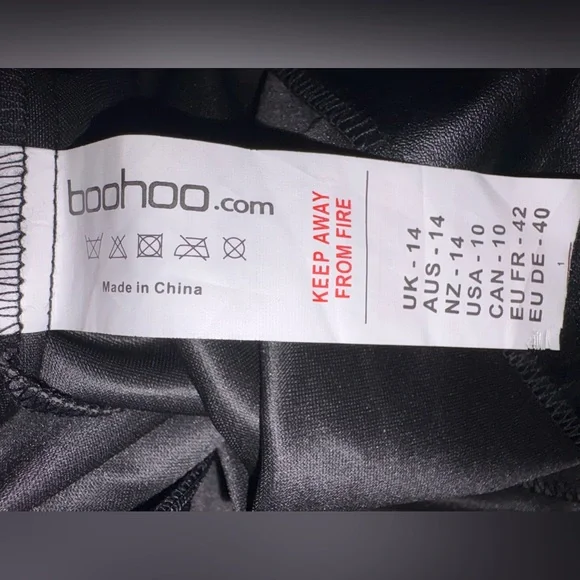 boohoo.com
Made in China
KEEP AWAY
FROM FIRE
UK - 14
AUS - 14
NZ - 14
USA - 10
CAN - 10
EU FR - 42
EU DE - 40
1